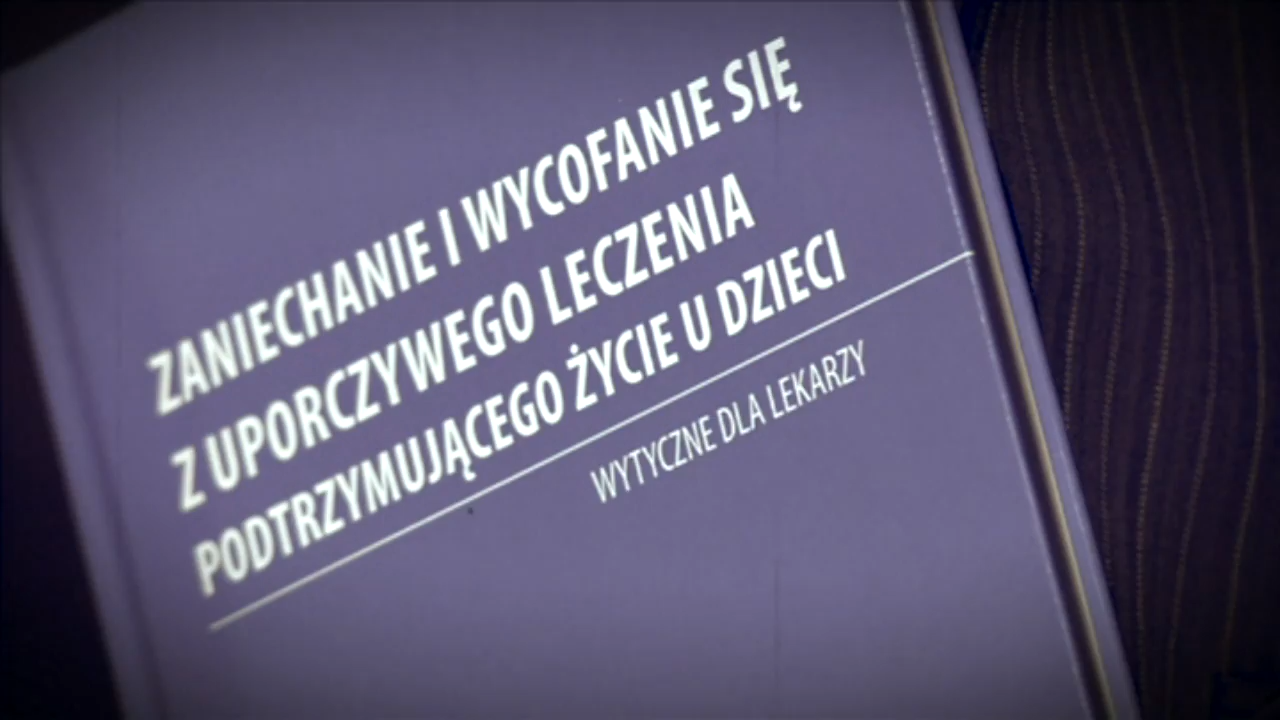 ZANIECHANIE I WYCOFANIE SIĘ
Z UPORCZYWEGO LECZENIA
PODTRZYMUJĄCEGO ŻYCIE U DZIECI
WYTYCZNE DLA LEKARZY